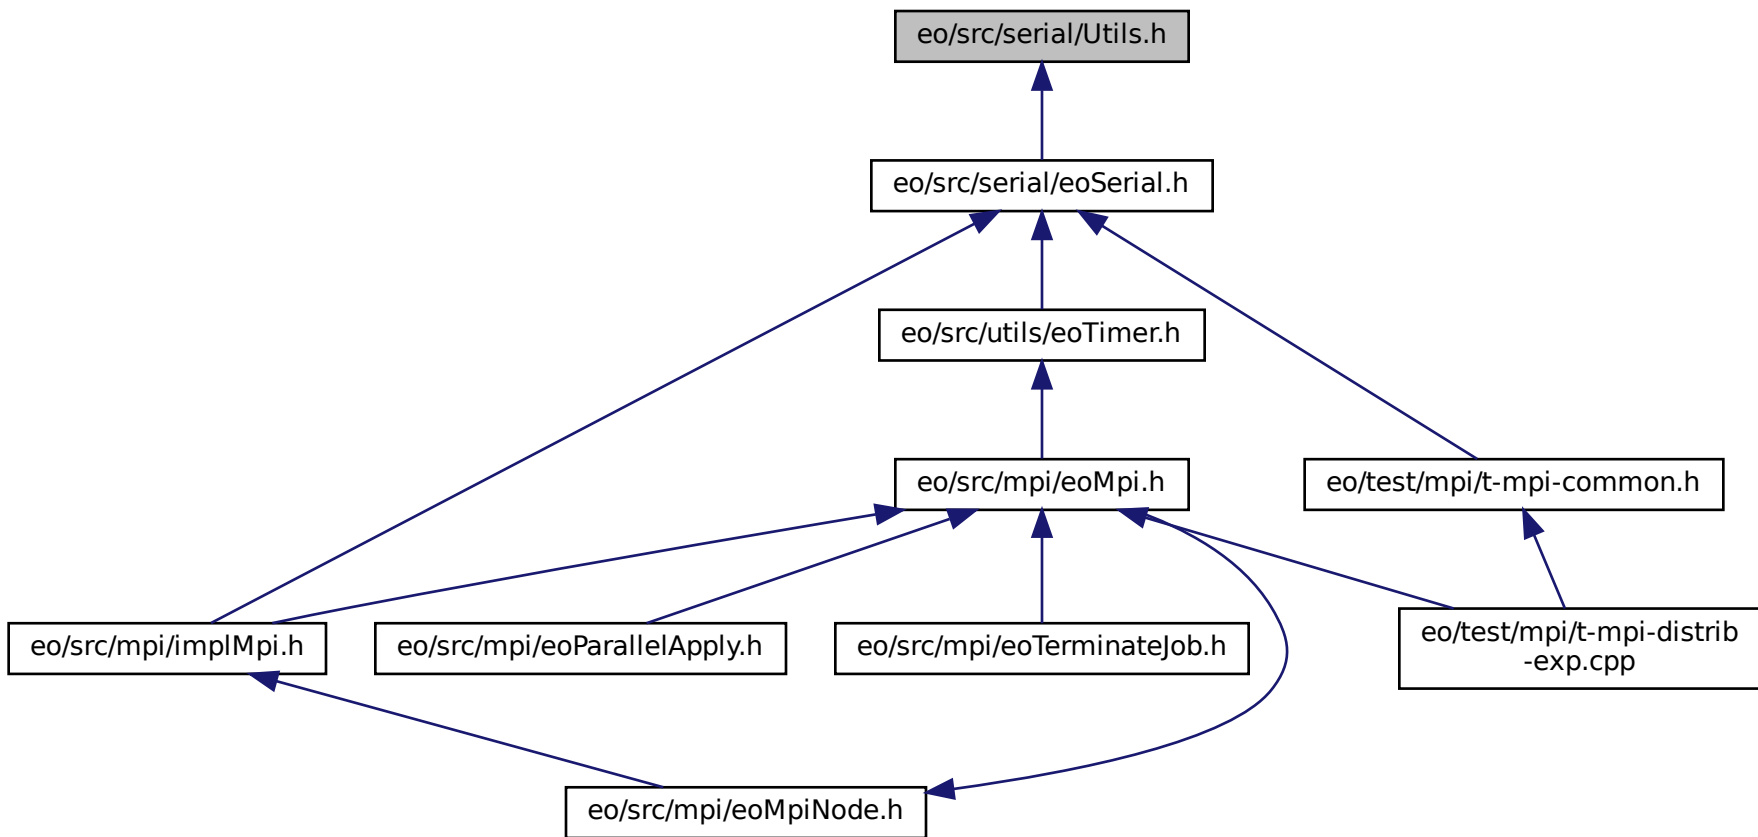 eo/src/serial/Utils.h
eo/src/serial/eoSerial.h
eo/src/utils/eoTimer.h
eo/src/mpi/eoMpi.h
eo/test/mpi/t-mpi-common.h
eo/src/mpi/implMpi.h
eo/src/mpi/eoParallelApply.h
eo/src/mpi/eoTerminateJob.h
eo/test/mpi/t-mpi-distrib
-exp.cpp
eo/src/mpi/eoMpiNode.h